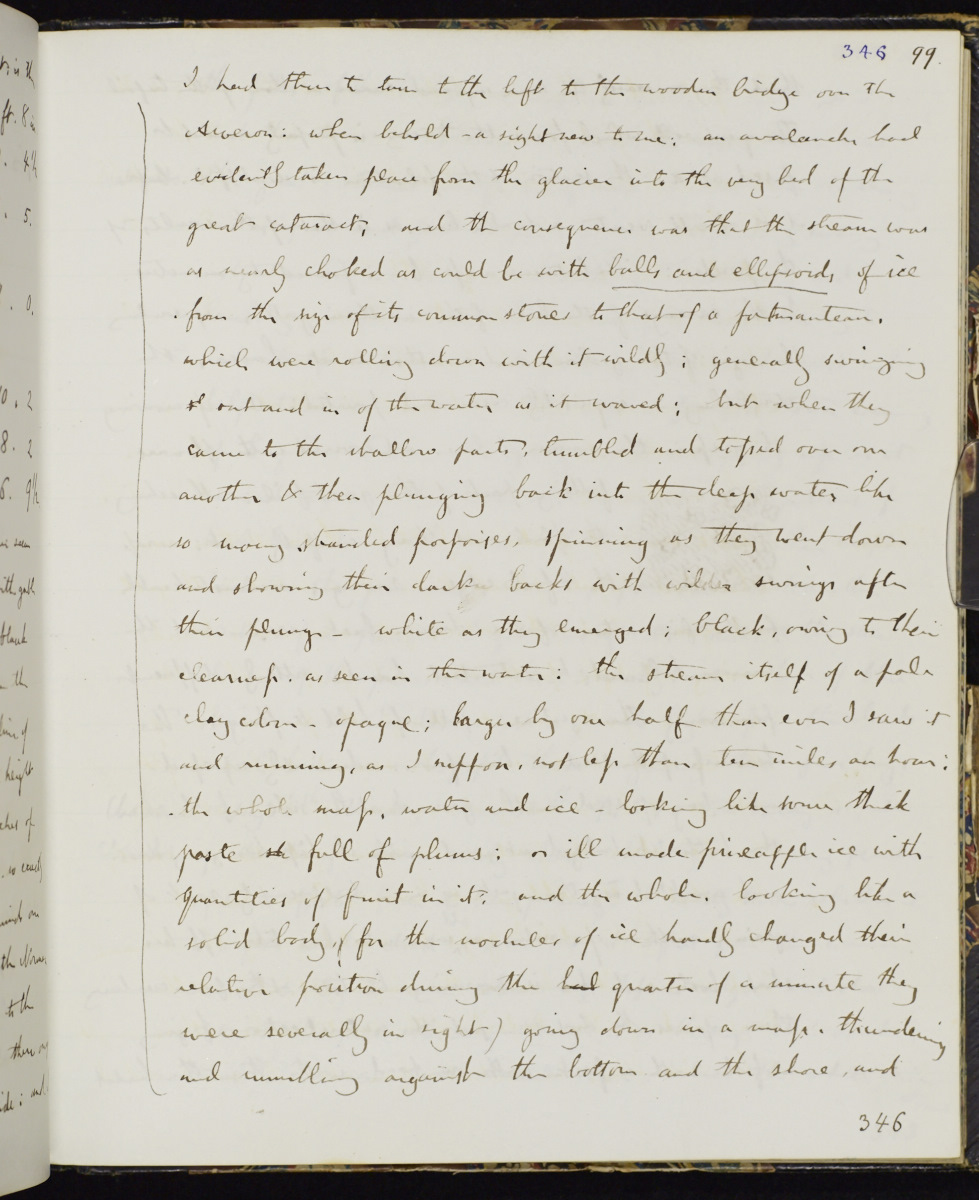 346 99.
I had then to turn to the left to the wooden bridge over the
Arveron: when behold - a sight new to me; an avalanche had
evidently taken place from the glacier into the very bed of the
great cataract; and the consequence was that the stream was
as nearly choked as could be with balls and ellipsoids of ice
from the size of its common stones to that of a portmanteau,
which were rolling down with it wildly; generally swinging
out and in of the water as it waved; but when they
came to the shallow parts, tumbled and tossed over one
another & then plunging back into the deep water like
so many stranded porpoises, spinning as they went down
and showing their dark backs with wilder swings after
their plunge - white as they emerged; black, owing to their
clearness, as seen in the water: the stream itself of a pale
clay colour - opaque; larger by one half than ever I saw it
and running, as I suppose, not less than ten miles an hour;
the whole mass, water and ice - looking like some thick
paste full of plums; or ill made pineapple ice with
quantities of fruit in it; and the whole, looking like a
solid body, (for the nodules of ice hardly changed their
relative position during the quarter of a minute they
were severally in sight) going down in a mass, thundering
and rumbling against the bottom and the shore, and
346